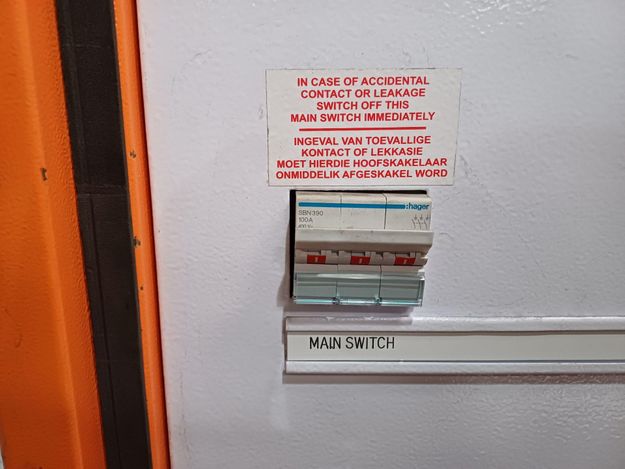 IN CASE OF ACCIDENTAL
CONTACT OR LEAKAGE
SWITCH OFF THIS
MAIN SWITCH IMMEDIATELY
INGEVAL VAN TOEVALLIGE
KONTACT OF LEKKASIE
MOET HIERDIE HOOFSKAKELAAR
ONMIDDELIK AFGESKAKEL WORD
:hager
SBN390
100A
MAIN SWITCH